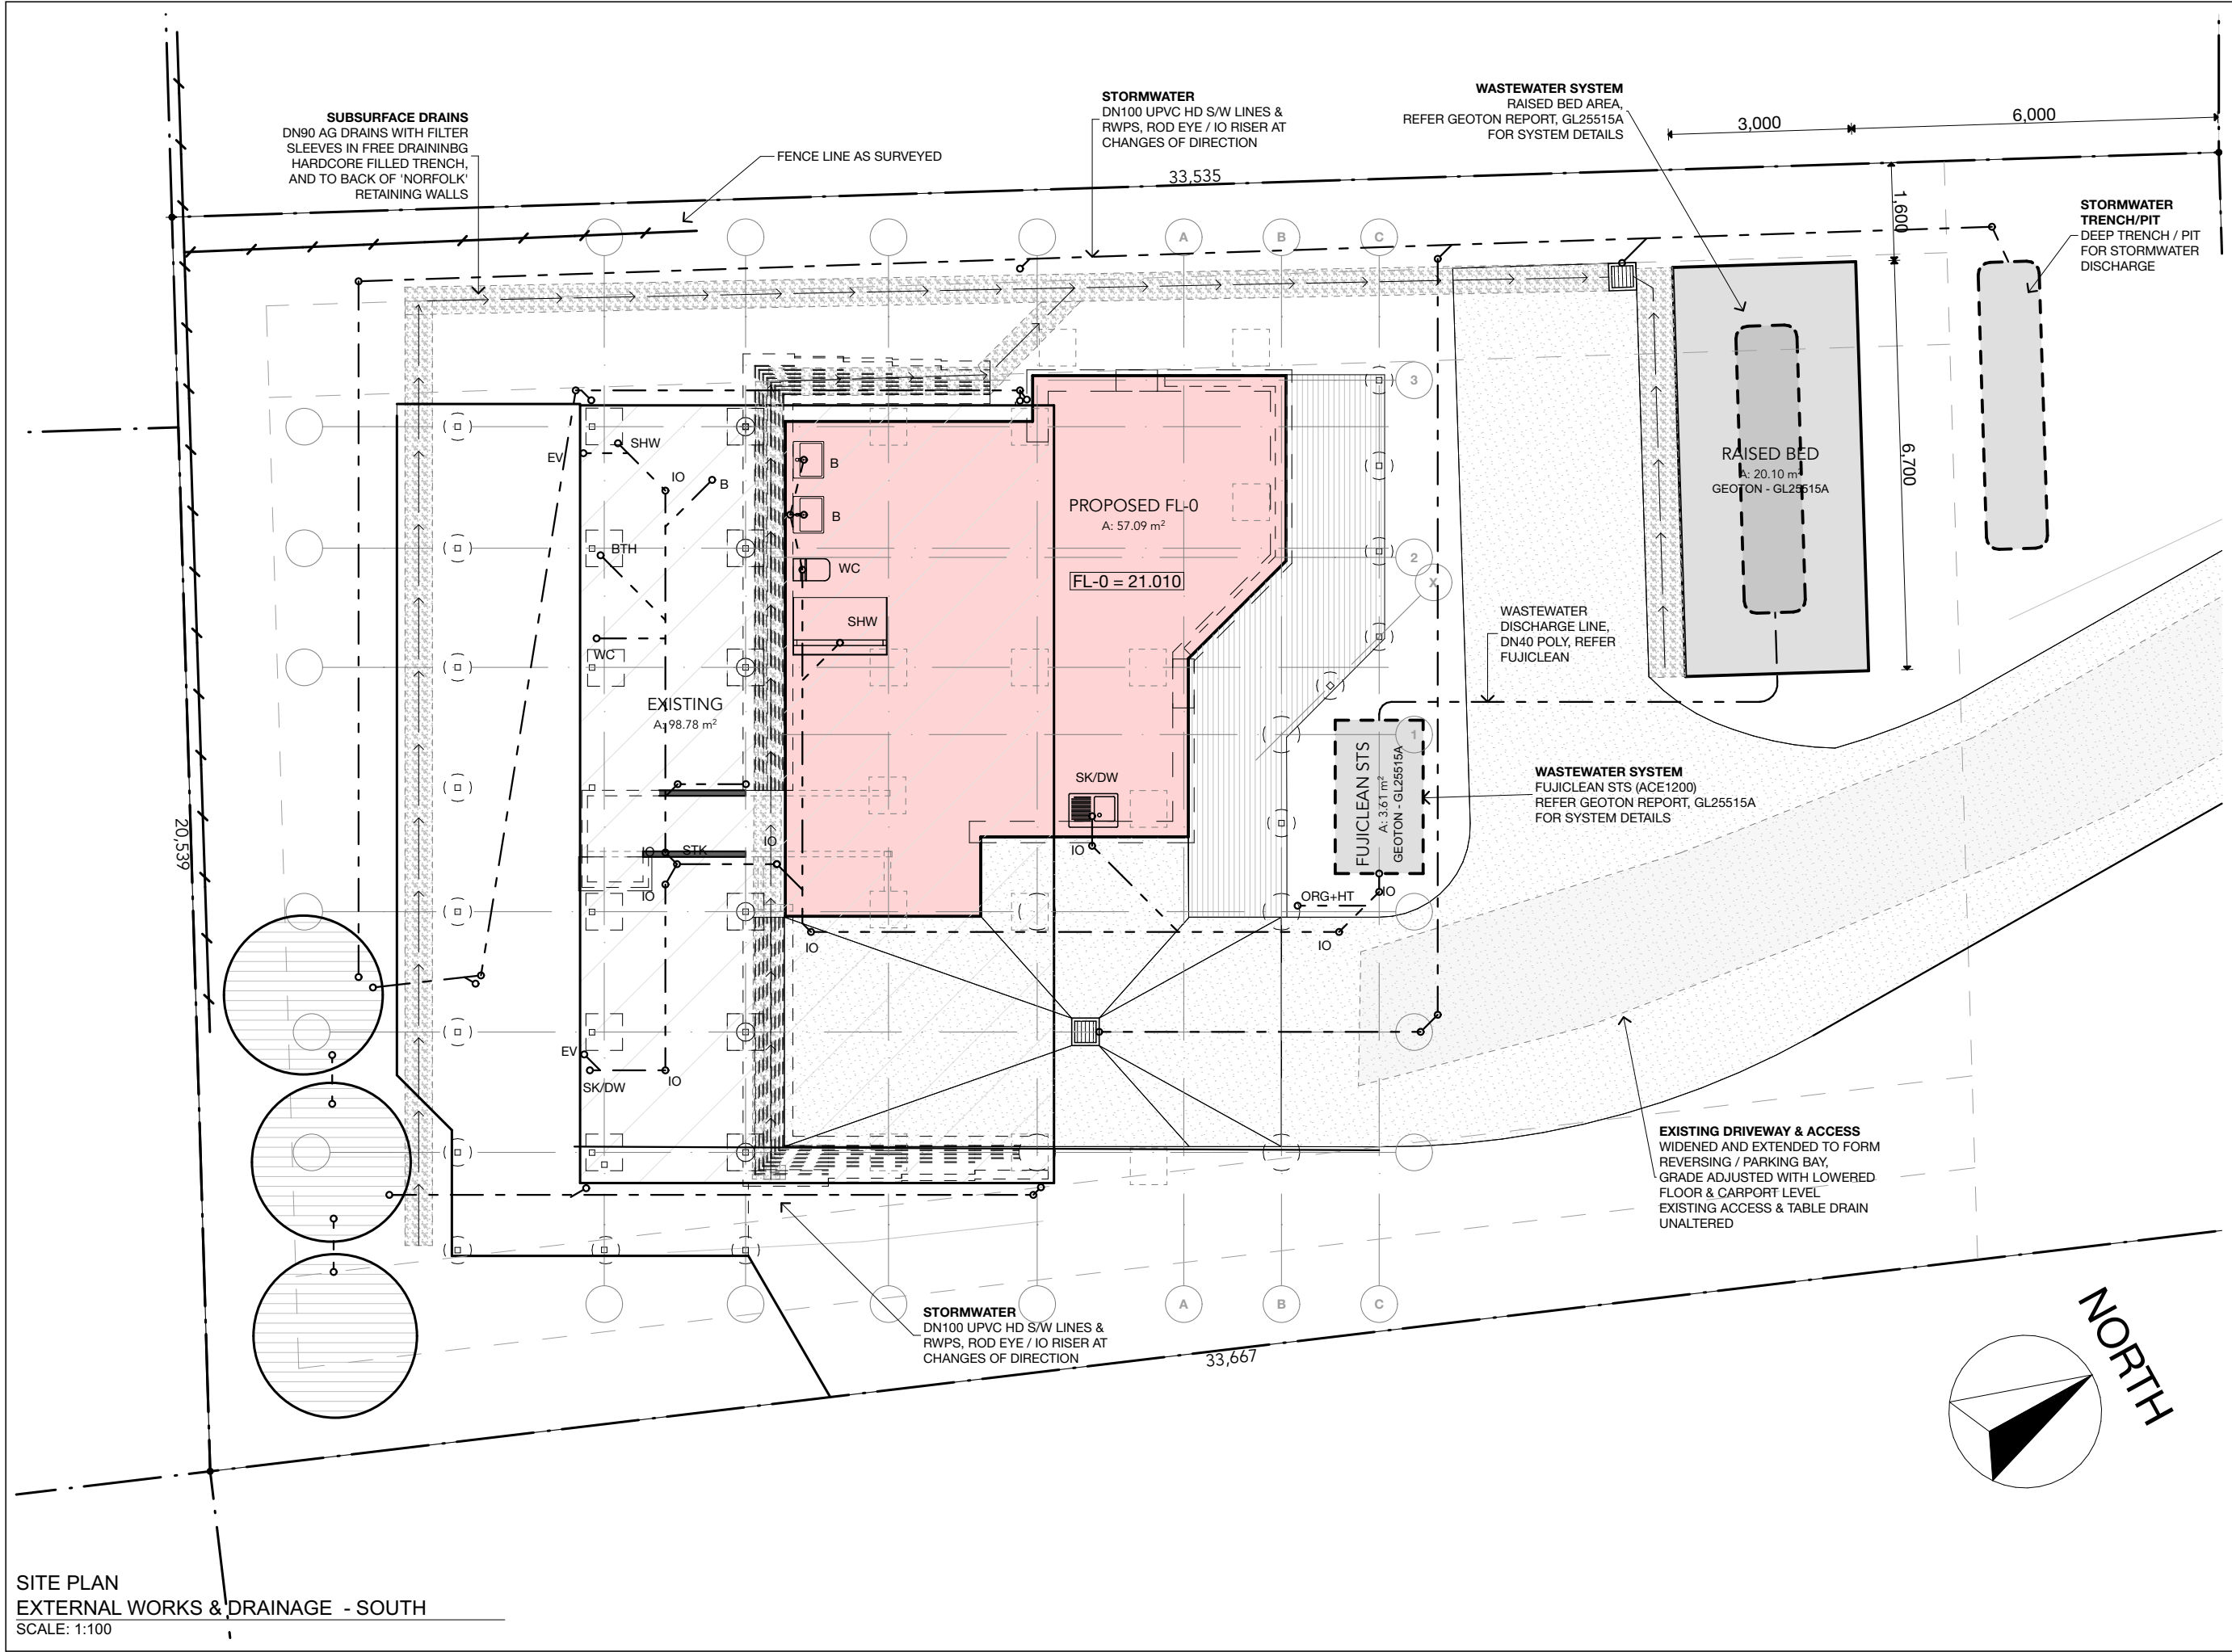 SUBSURFACE DRAINS
DN90 AG DRAINS WITH FILTER
SLEEVES IN FREE DRAININBG
HARDCORE FILLED TRENCH,
AND TO BACK OF 'NORFOLK'
RETAINING WALLS
FENCE LINE AS SURVEYED
STORMWATER
DN100 UPVC HD S/W LINES &
RWPS, ROD EYE / IO RISER AT
CHANGES OF DIRECTION
WASTEWATER SYSTEM
RAISED BED AREA,
REFER GEOTON REPORT, GL25515A
FOR SYSTEM DETAILS
3,000
6,000
33,535
1,600
STORMWATER
TRENCH/PIT
DEEP TRENCH / PIT
FOR STORMWATER
DISCHARGE
A
B
C
3
2
X
1
SHW
EV
IO
B
BTH
WC
B
B
WC
SHW
PROPOSED FL-0
A: 57.09 m²
FL-0 = 21.010
RAISED BED
A: 20.10 m²
GEOTON - GL25515A
6,700
WASTEWATER
DISCHARGE LINE,
DN40 POLY, REFER
FUJICLEAN
EXISTING
A: 98.78 m²
SK/DW
IO
FUJICLEAN STS
A: 3.61 m²
GEOTON - GL25515A
WASTEWATER SYSTEM
FUJICLEAN STS (ACE1200)
REFER GEOTON REPORT, GL25515A
FOR SYSTEM DETAILS
20,539
IO
STK
IO
IO
ORG+HT
IO
IO
IO
EV
SK/DW
IO
EXISTING DRIVEWAY & ACCESS
WIDENED AND EXTENDED TO FORM
REVERSING / PARKING BAY,
GRADE ADJUSTED WITH LOWERED
FLOOR & CARPORT LEVEL
EXISTING ACCESS & TABLE DRAIN
UNALTERED
A
B
C
STORMWATER
DN100 UPVC HD S/W LINES &
RWPS, ROD EYE / IO RISER AT
CHANGES OF DIRECTION
33,667
NORTH
SITE PLAN
EXTERNAL WORKS & DRAINAGE - SOUTH
SCALE: 1:100